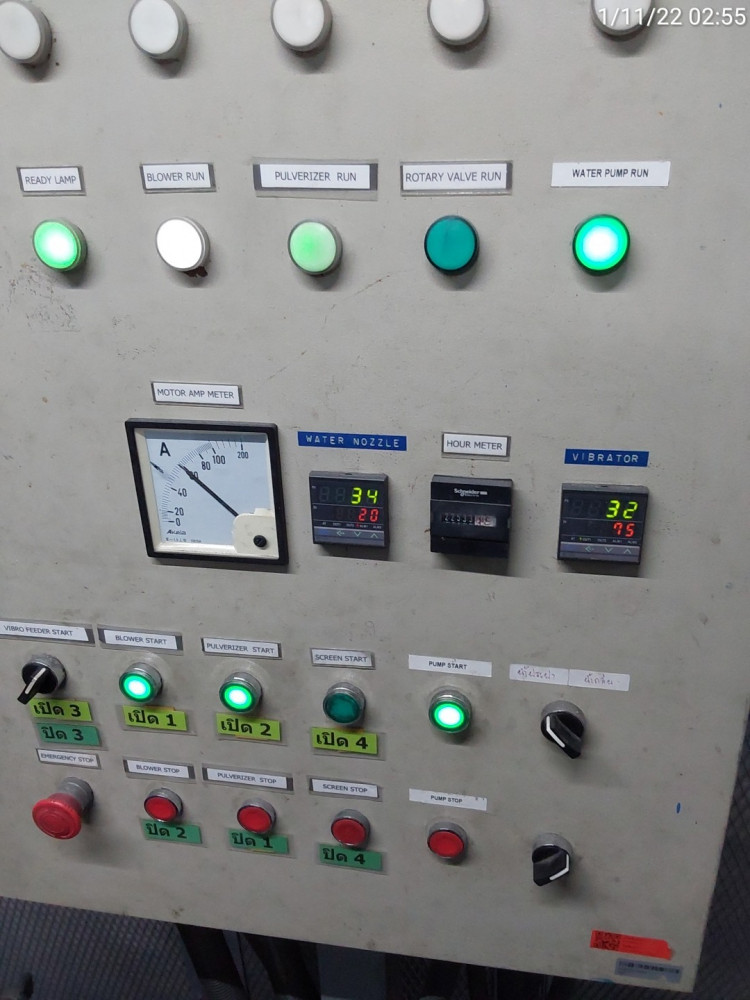 1/11/22 02:55
READY LAMP
BLOWER RUN
PULVERIZER RUN
ROTARY VALVE RUN
WATER PUMP RUN
MOTOR AMP METER
WATER NOZZLE
HOUR METER
VIBRATOR
A
200
100
80
40
20
0
34
20
Schneider
32
75
VIBRO FEEDER START
BLOWER START
PULVERIZER START
SCREEN START
PUMP START
เปิด 3
ปิด 3
เปิด 1
เปิด 2
เปิด 4
EMERGENCY STOP
BLOWER STOP
PULVERIZER STOP
SCREEN STOP
PUMP STOP
ปิด 2
ปิด 1
ปิด 4